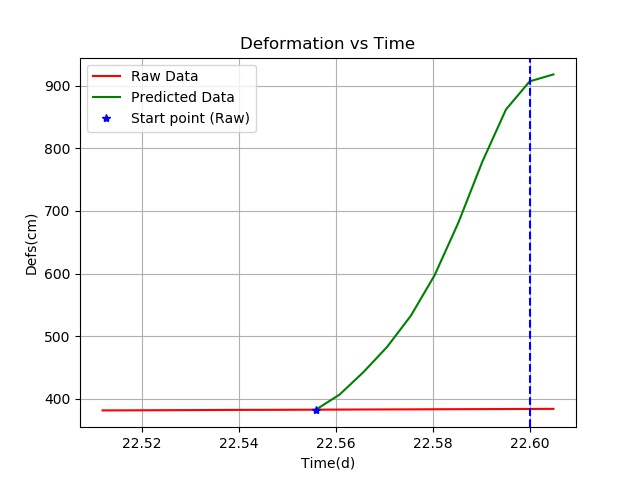 Deformation vs Time
Raw Data
Predicted Data
Start point (Raw)
Defs(cm)
900
800
700
600
500
400
22.52 22.54 22.56 22.58 22.60
Time(d)